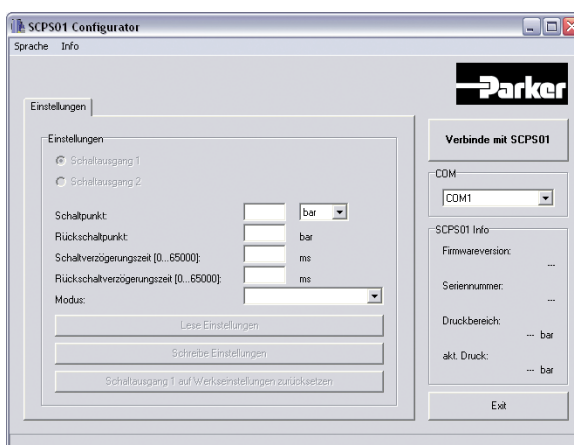 SCPS01 Configurator
Sprache Info
Parker
Einstellungen
Einstellungen
Schaltausgang 1
Schaltausgang 2
Schaltpunkt: bar
Rückschaltpunkt: bar
Schaltverzögerungszeit [0...65000]: ms
Rückschaltverzögerungszeit [0...65000]: ms
Modus:
Lese Einstellungen
Schreibe Einstellungen
Schaltausgang 1 auf Werkseinstellungen zurücksetzen
Verbinde mit SCPS01
COM
COM1
SCPS01 Info
Firmwareversion:
---
Seriennummer:
---
Druckbereich:
--- bar
akt. Druck:
--- bar
Exit